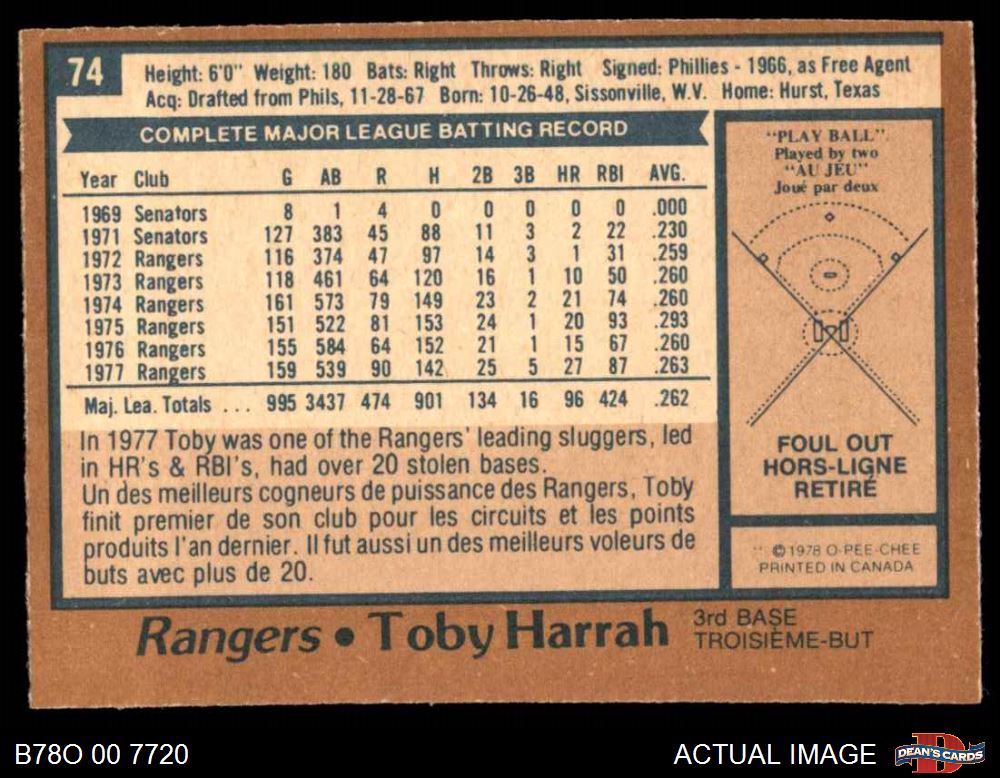 74
Height: 6'0" Weight: 180 Bats: Right Throws: Right Signed: Phillies - 1966, as Free Agent
Acq: Drafted from Phils, 11-28-67 Born: 10-26-48, Sissonville, W.V. Home: Hurst, Texas
COMPLETE MAJOR LEAGUE BATTING RECORD
Year Club G AB R H 2B 3B HR RBI AVG.
1969 Senators 8 1 4 0 0 0 0 0 .000
1971 Senators 127 383 45 88 11 3 2 22 .230
1972 Rangers 116 374 47 97 14 3 1 31 .259
1973 Rangers 118 461 64 120 16 1 10 50 .260
1974 Rangers 161 573 79 149 23 2 21 74 .260
1975 Rangers 151 522 81 153 24 1 20 93 .293
1976 Rangers 155 584 64 152 21 1 15 67 .260
1977 Rangers 159 539 90 142 25 5 27 87 .263
Maj. Lea. Totals ... 995 3437 474 901 134 16 96 424 .262
In 1977 Toby was one of the Rangers' leading sluggers, led
in HR's & RBI's, had over 20 stolen bases.
Un des meilleurs cogneurs de puissance des Rangers, Toby
finit premier de son club pour les circuits et les points
produits l'an dernier. Il fut aussi un des meilleurs voleurs de
buts avec plus de 20.
"PLAY BALL"
Played by two
"AU JEU"
Joué par deux
FOUL OUT
HORS-LIGNE
RETIRÉ
©1978 O-PEE-CHEE
PRINTED IN CANADA
Rangers • Toby Harrah
3rd BASE
TROISIÈME-BUT
B78O 00 7720
ACTUAL IMAGE
DEAN'S CARDS